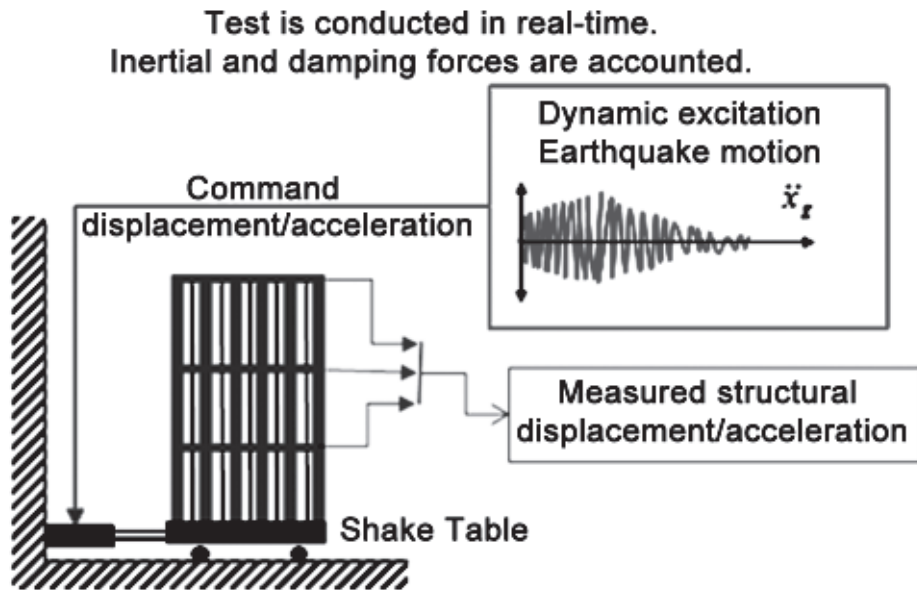 Test is conducted in real-time.
Inertial and damping forces are accounted.
Dynamic excitation
Earthquake motion
ẍg
Command
displacement/acceleration
Measured structural
displacement/acceleration
Shake Table